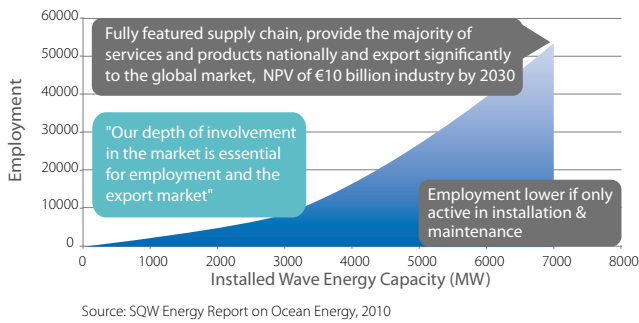 60000
50000
40000
30000
20000
10000
0
Employment
Fully featured supply chain, provide the majority of
services and products nationally and export significantly
to the global market, NPV of €10 billion industry by 2030
"Our depth of involvement
in the market is essential
for employment and the
export market"
Employment lower if only
active in installation &
maintenance
0 1000 2000 3000 4000 5000 6000 7000 8000
Installed Wave Energy Capacity (MW)
Source: SQW Energy Report on Ocean Energy, 2010